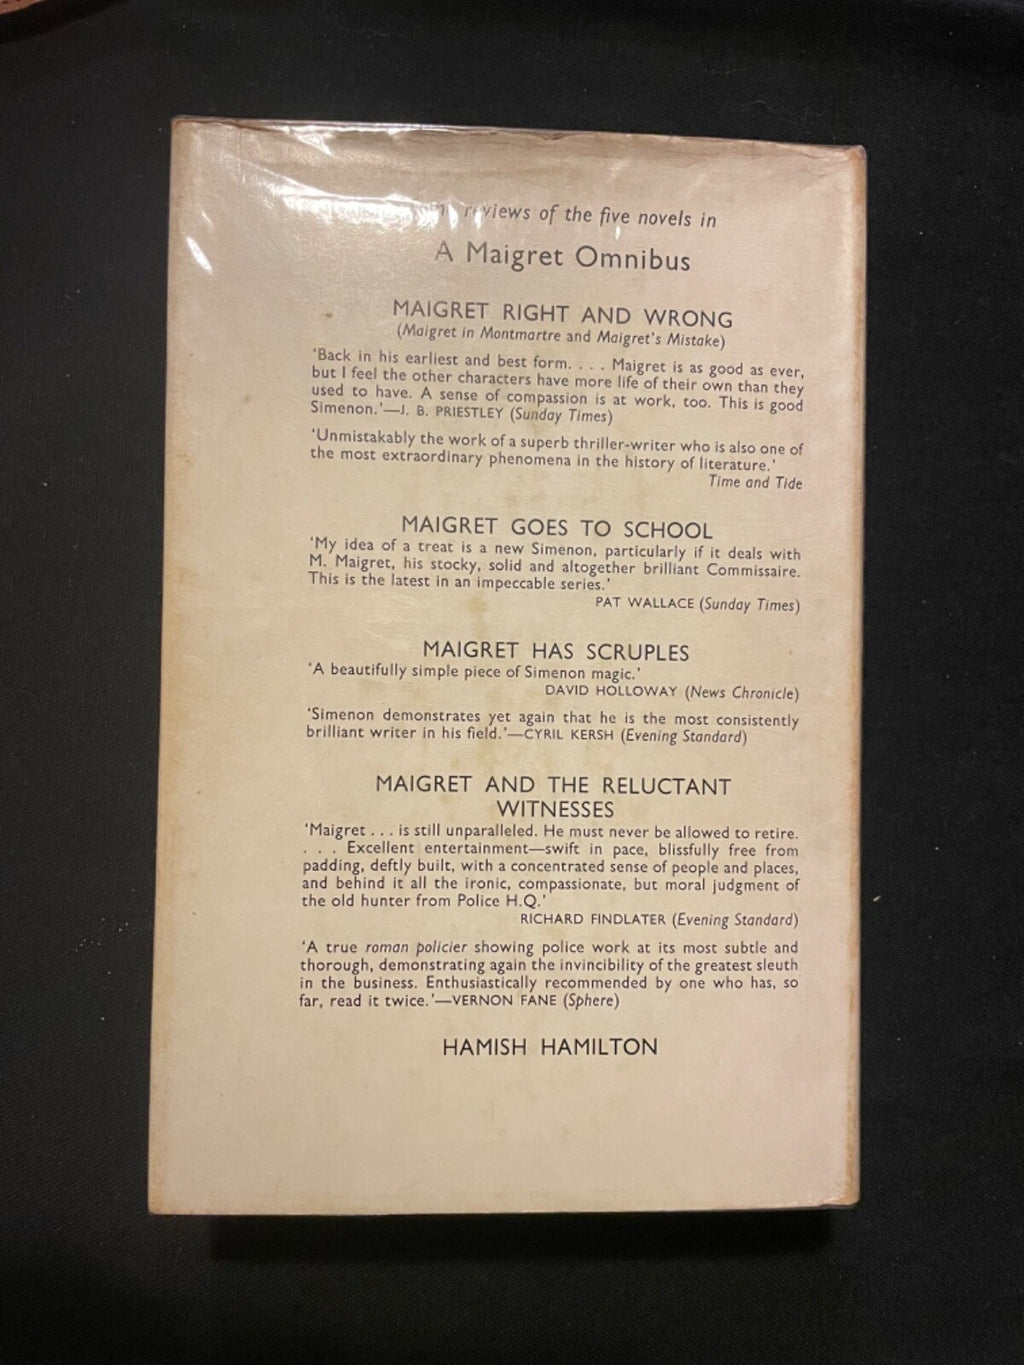 reviews of the five novels in
A Maigret Omnibus
MAIGRET RIGHT AND WRONG
(Maigret in Montmartre and Maigret's Mistake)
'Back in his earliest and best form. . . . Maigret is as good as ever,
but I feel the other characters have more life of their own than they
used to have. A sense of compassion is at work, too. This is good
Simenon.'—J. B. PRIESTLEY (Sunday Times)
'Unmistakably the work of a superb thriller-writer who is also one of
the most extraordinary phenomena in the history of literature.'
Time and Tide
MAIGRET GOES TO SCHOOL
'My idea of a treat is a new Simenon, particularly if it deals with
M. Maigret, his stocky, solid and altogether brilliant Commissaire.
This is the latest in an impeccable series.'
PAT WALLACE (Sunday Times)
MAIGRET HAS SCRUPLES
'A beautifully simple piece of Simenon magic.'
DAVID HOLLOWAY (News Chronicle)
'Simenon demonstrates yet again that he is the most consistently
brilliant writer in his field.'—CYRIL KERSH (Evening Standard)
MAIGRET AND THE RELUCTANT
WITNESSES
'Maigret . . . is still unparalleled. He must never be allowed to retire.
. . . Excellent entertainment—swift in pace, blissfully free from
padding, deftly built, with a concentrated sense of people and places,
and behind it all the ironic, compassionate, but moral judgment of
the old hunter from Police H.Q.'
RICHARD FINDLATER (Evening Standard)
'A true roman policier showing police work at its most subtle and
thorough, demonstrating again the invincibility of the greatest sleuth
in the business. Enthusiastically recommended by one who has, so
far, read it twice.'—VERNON FANE (Sphere)
HAMISH HAMILTON